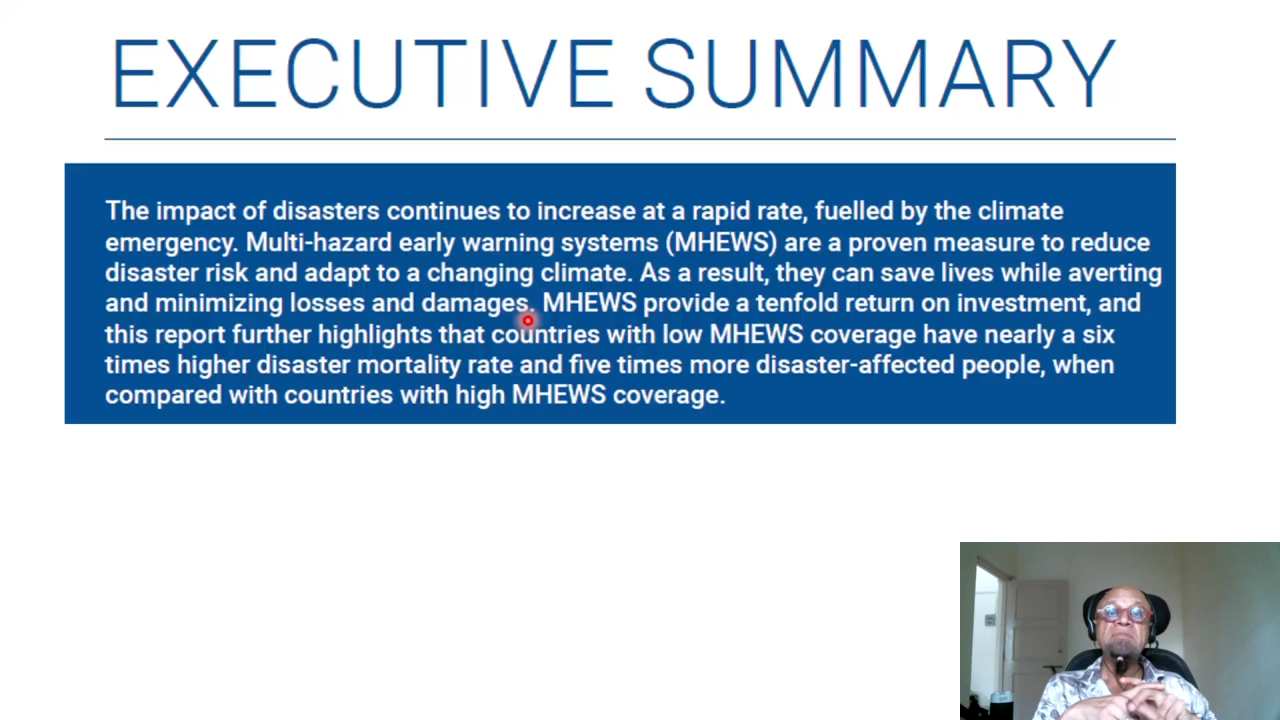 EXECUTIVE SUMMARY
The impact of disasters continues to increase at a rapid rate, fuelled by the climate
emergency. Multi-hazard early warning systems (MHEWS) are a proven measure to reduce
disaster risk and adapt to a changing climate. As a result, they can save lives while averting
and minimizing losses and damages. MHEWS provide a tenfold return on investment, and
this report further highlights that countries with low MHEWS coverage have nearly a six
times higher disaster mortality rate and five times more disaster-affected people, when
compared with countries with high MHEWS coverage.